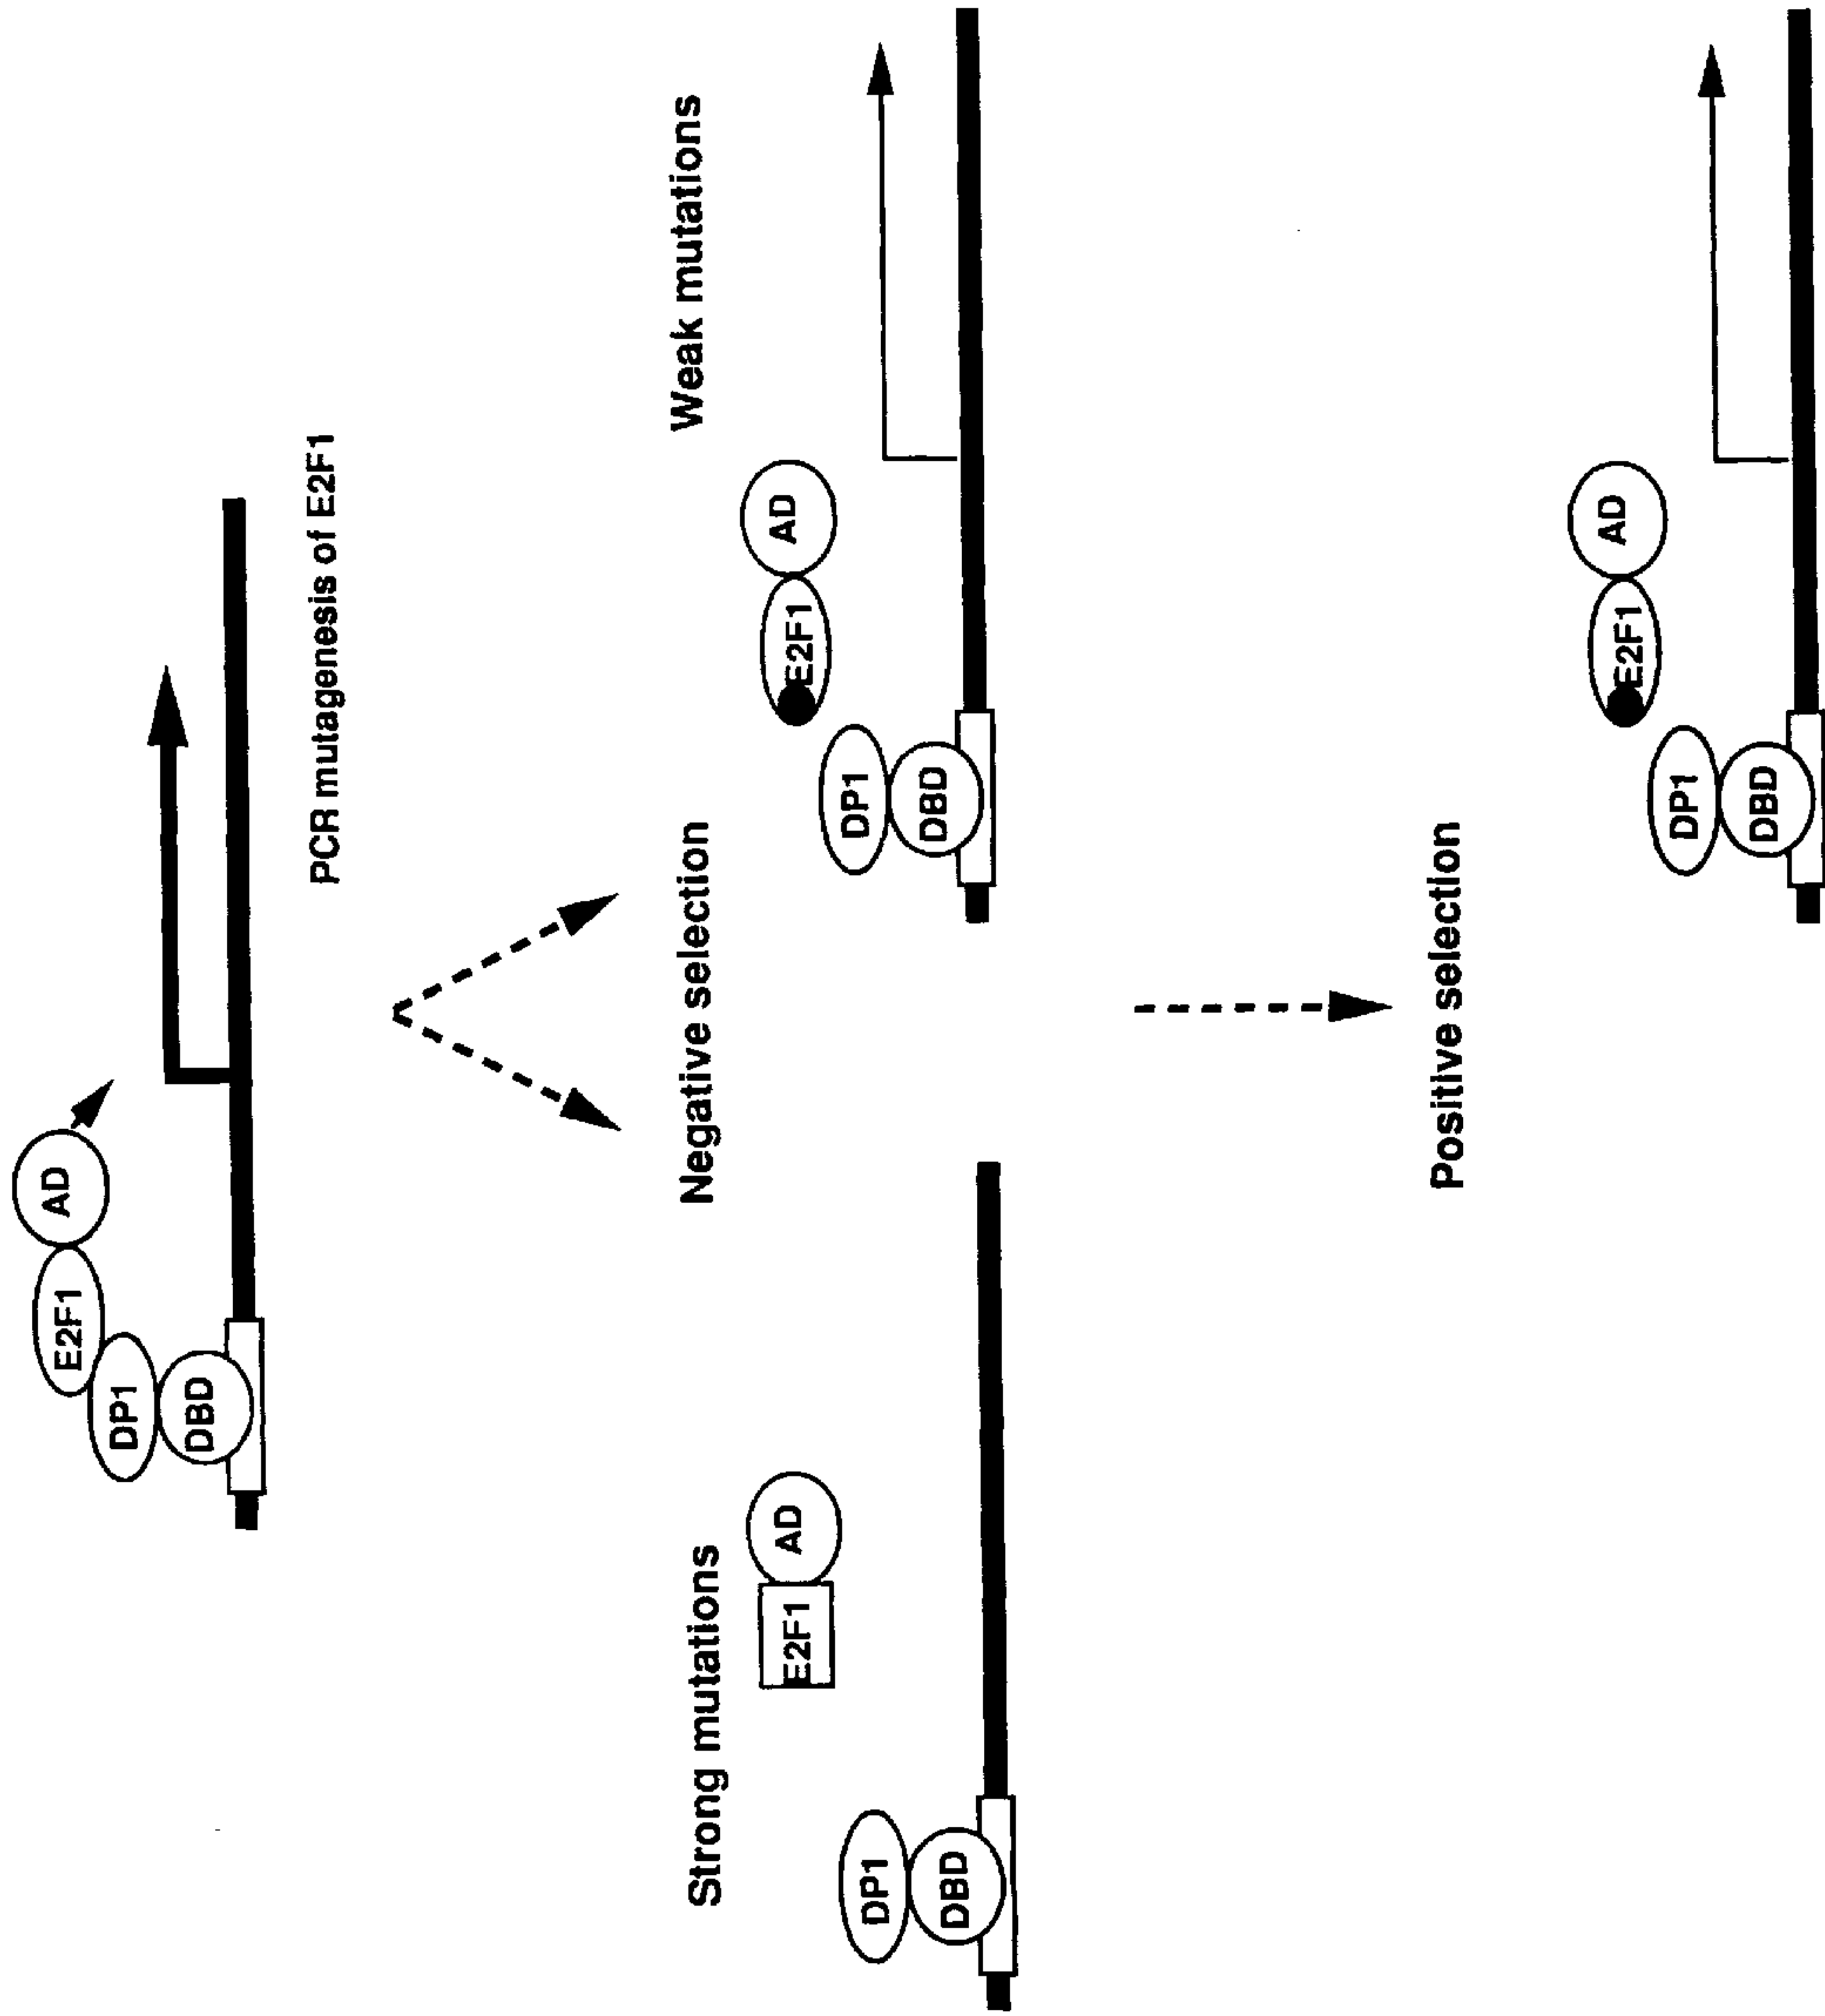 E2F1
AD
DP1
DBD
PCR mutagenesis of E2F1
Negative selection
Strong mutations
E2F1
AD
DP1
DBD
Weak mutations
E2F1
AD
DP1
DBD
Positive selection
E2F1
AD
DP1
DBD